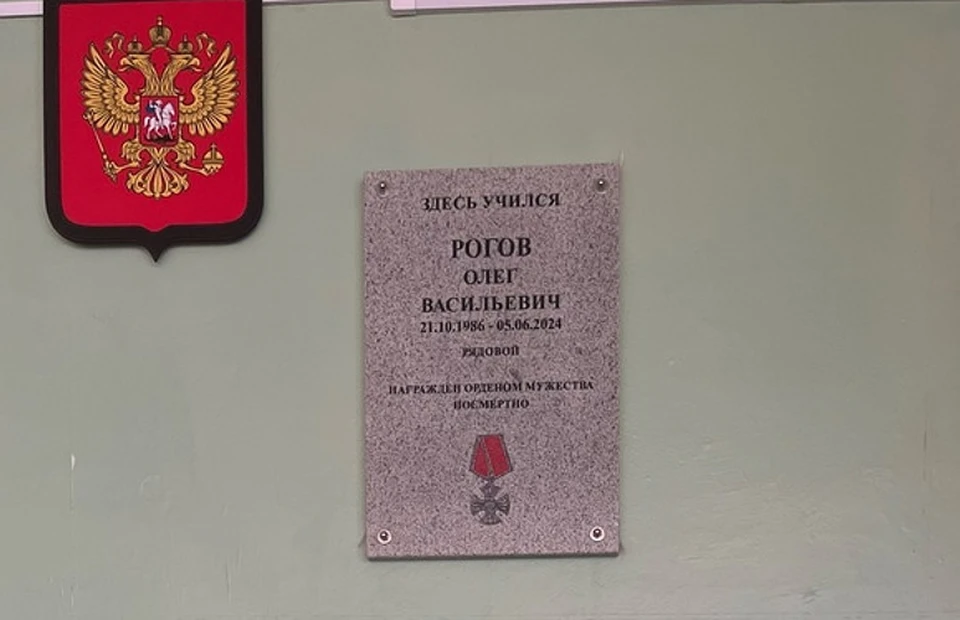 ЗДЕСЬ УЧИЛСЯ
РОГОВ
ОЛЕГ
ВАСИЛЬЕВИЧ
21.10.1986 - 05.06.2024
РЯДОВОЙ
НАГРАЖДЕН ОРДЕНОМ МУЖЕСТВА
ПОСМЕРТНО